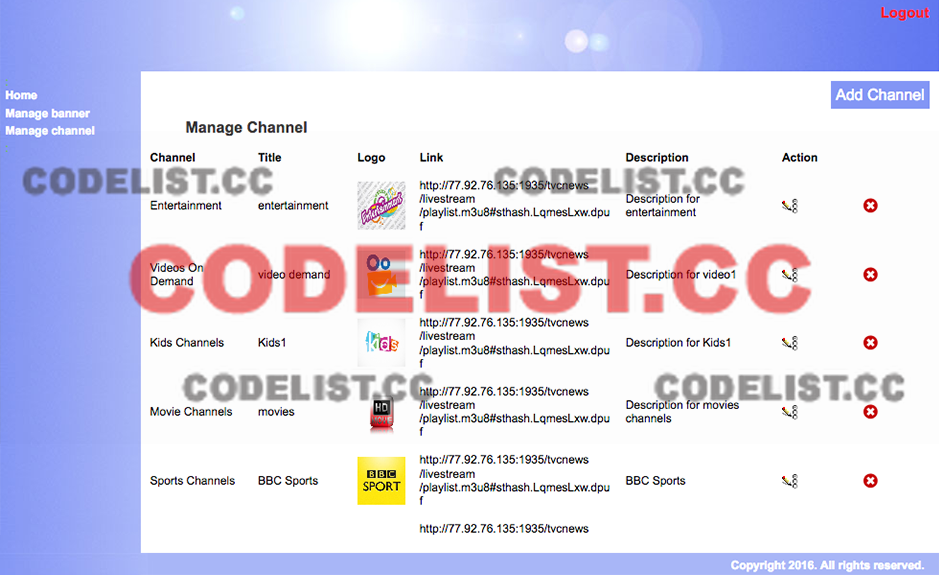 Logout
Home
Manage banner
Manage channel
Add Channel
Manage Channel
Channel Title Logo Link Description Action
CODELIST.CC CODELIST.CC
Entertainment
entertainment
http://77.92.76.135:1935/tvcnews
/livestream
/playlist.m3u8#sthash.LqmesLxw.dpu
f
Description for
entertainment
CODELIST.CC
Videos On
Demand
video demand
http://77.92.76.135:1935/tvcnews
/livestream
/playlist.m3u8#sthash.LqmesLxw.dpu
f
Description for video1
Kids Channels
Kids1
kids
http://77.92.76.135:1935/tvcnews
/livestream
/playlist.m3u8#sthash.LqmesLxw.dpu
f
Description for Kids1
CODELIST.CC CODELIST.CC
Movie Channels
movies
HD
http://77.92.76.135:1935/tvcnews
/livestream
/playlist.m3u8#sthash.LqmesLxw.dpu
f
Description for movies
channels
Sports Channels
BBC Sports
BBC
SPORT
http://77.92.76.135:1935/tvcnews
/livestream
/playlist.m3u8#sthash.LqmesLxw.dpu
f
BBC Sports
http://77.92.76.135:1935/tvcnews
Copyright 2016. All rights reserved.